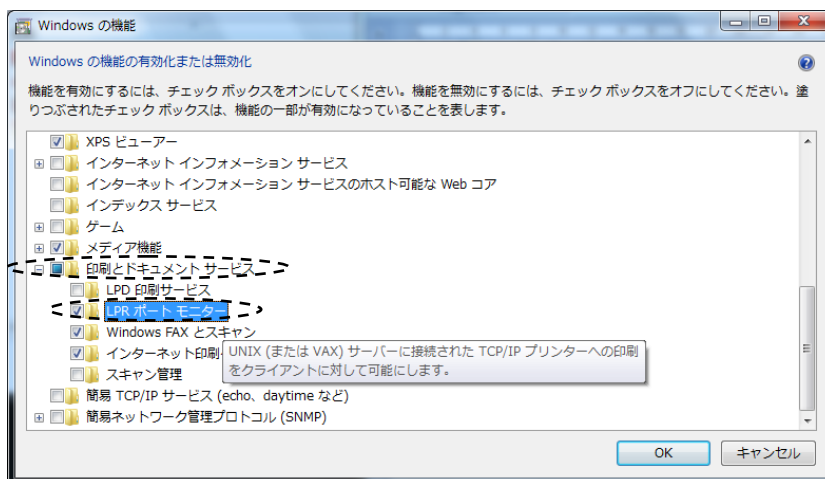 Windows の機能
Windows の機能の有効化または無効化
機能を有効にするには、チェック ボックスをオンにしてください。機能を無効にするには、チェック ボックスをオフにしてください。塗
りつぶされたチェック ボックスは、機能の一部が有効になっていることを表します。
XPS ビューアー
インターネット インフォメーション サービス
インターネット インフォメーション サービスのホスト可能な Web コア
インデックス サービス
ゲーム
メディア機能
印刷とドキュメント サービス
LPD 印刷サービス
LPR ポート モニター
Windows FAX とスキャン
インターネット印刷
UNIX (または VAX) サーバーに接続された TCP/IP プリンターへの印刷
をクライアントに対して可能にします。
スキャン管理
簡易 TCP/IP サービス (echo、daytime など)
簡易ネットワーク管理プロトコル (SNMP)
OK
キャンセル